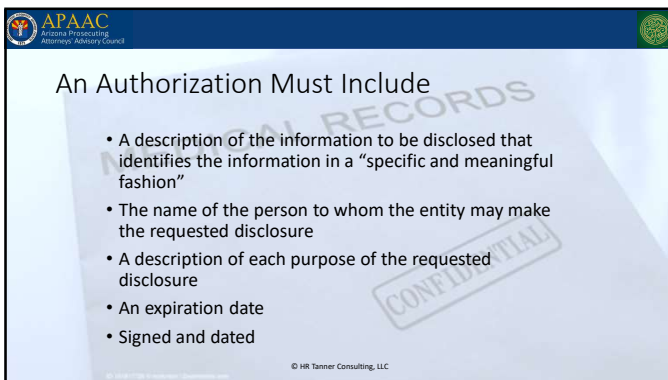 APAAC
Arizona Prosecuting
Attorneys' Advisory Council
An Authorization Must Include
MEDICAL RECORDS
• A description of the information to be disclosed that
identifies the information in a “specific and meaningful
fashion”
• The name of the person to whom the entity may make
the requested disclosure
• A description of each purpose of the requested
disclosure
CONFIDENTIAL
• An expiration date
• Signed and dated
© HR Tanner Consulting, LLC